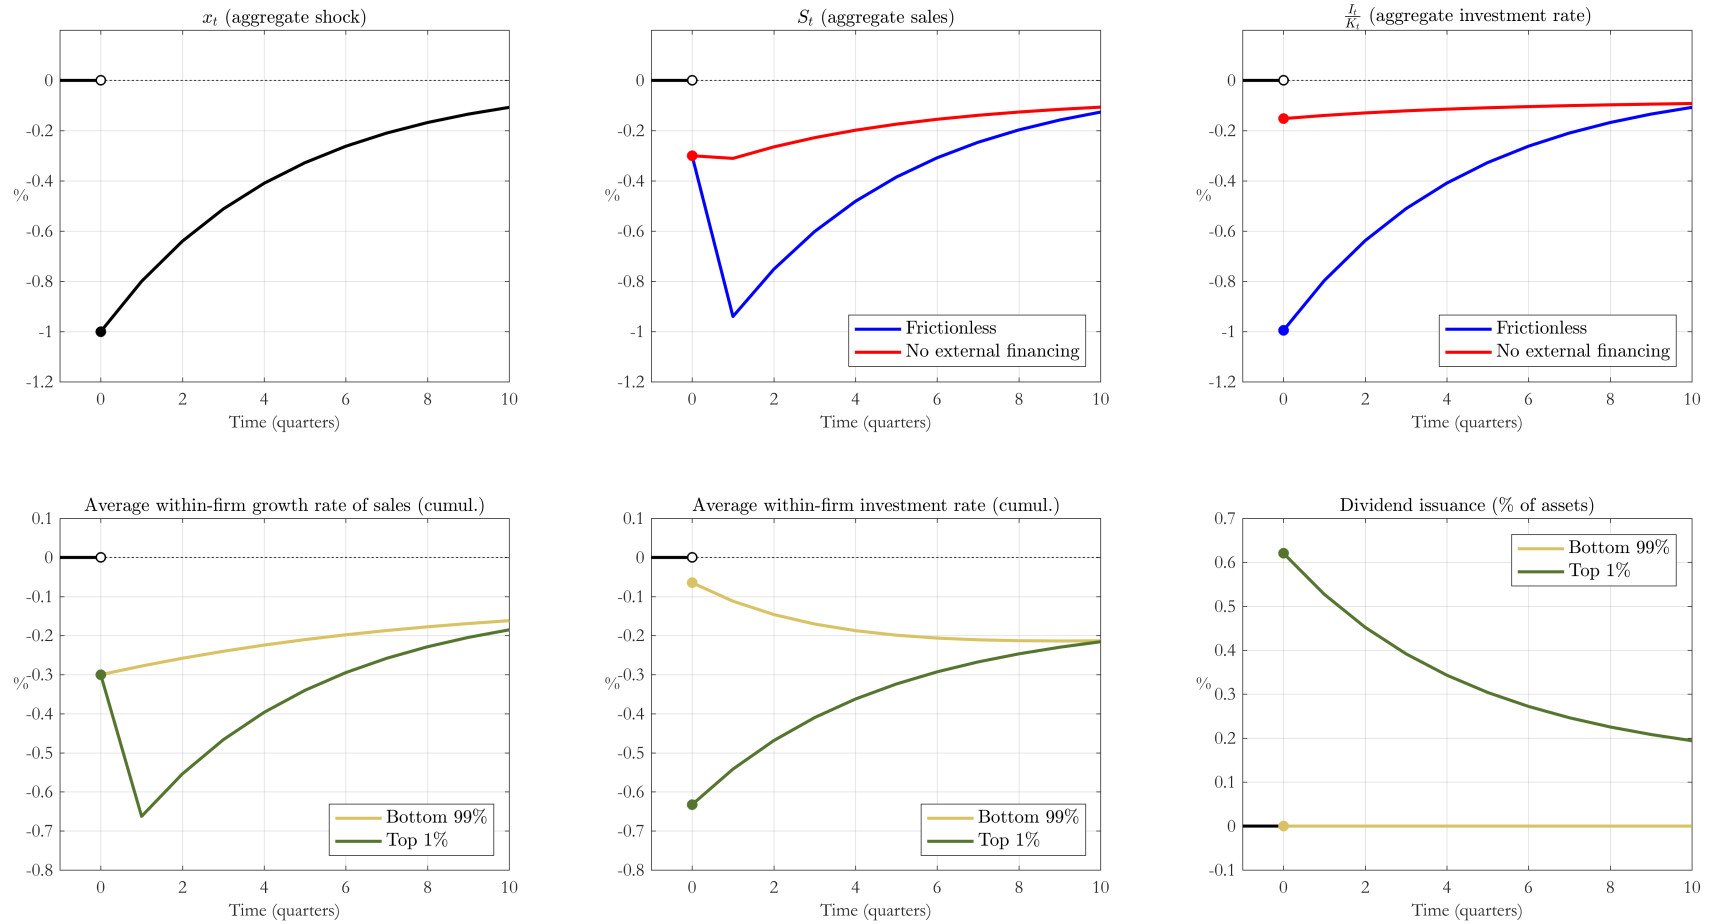 x_t (aggregate shock)
0
-0.2
-0.4
%
-0.6
-0.8
-1
-1.2
0 2 4 6 8 10
Time (quarters)
S_t (aggregate sales)
0
-0.2
-0.4
%
-0.6
-0.8
-1
-1.2
Frictionless
No external financing
0 2 4 6 8 10
Time (quarters)
I_t/K_t (aggregate investment rate)
0
-0.2
-0.4
%
-0.6
-0.8
-1
-1.2
Frictionless
No external financing
0 2 4 6 8 10
Time (quarters)
Average within-firm growth rate of sales (cumul.)
0.1
0
-0.1
-0.2
-0.3
%
-0.4
-0.5
-0.6
-0.7
-0.8
Bottom 99%
Top 1%
0 2 4 6 8 10
Time (quarters)
Average within-firm investment rate (cumul.)
0.1
0
-0.1
-0.2
-0.3
%
-0.4
-0.5
-0.6
-0.7
-0.8
Bottom 99%
Top 1%
0 2 4 6 8 10
Time (quarters)
Dividend issuance (% of assets)
0.7
0.6
0.5
0.4
%
0.3
0.2
0.1
0
-0.1
Bottom 99%
Top 1%
0 2 4 6 8 10
Time (quarters)